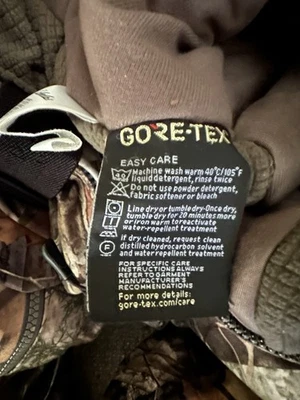 GORE-TEX
EASY CARE
Machine wash warm 40°C/105°F
liquid detergent, rinse twice
Do not use powder detergent,
fabric softener or bleach
Line dry or tumble dry-Once dry,
tumble dry for 20 minutes more
or iron warm to reactivate
water-repellent treatment
If dry cleaned, request clean
distilled hydrocarbon solvent
and water repellent treatment
FOR SPECIFIC CARE
INSTRUCTIONS ALWAYS
REFER TO GARMENT
MANUFACTURER'S
RECOMMENDATIONS
For more details:
gore-tex.com/care